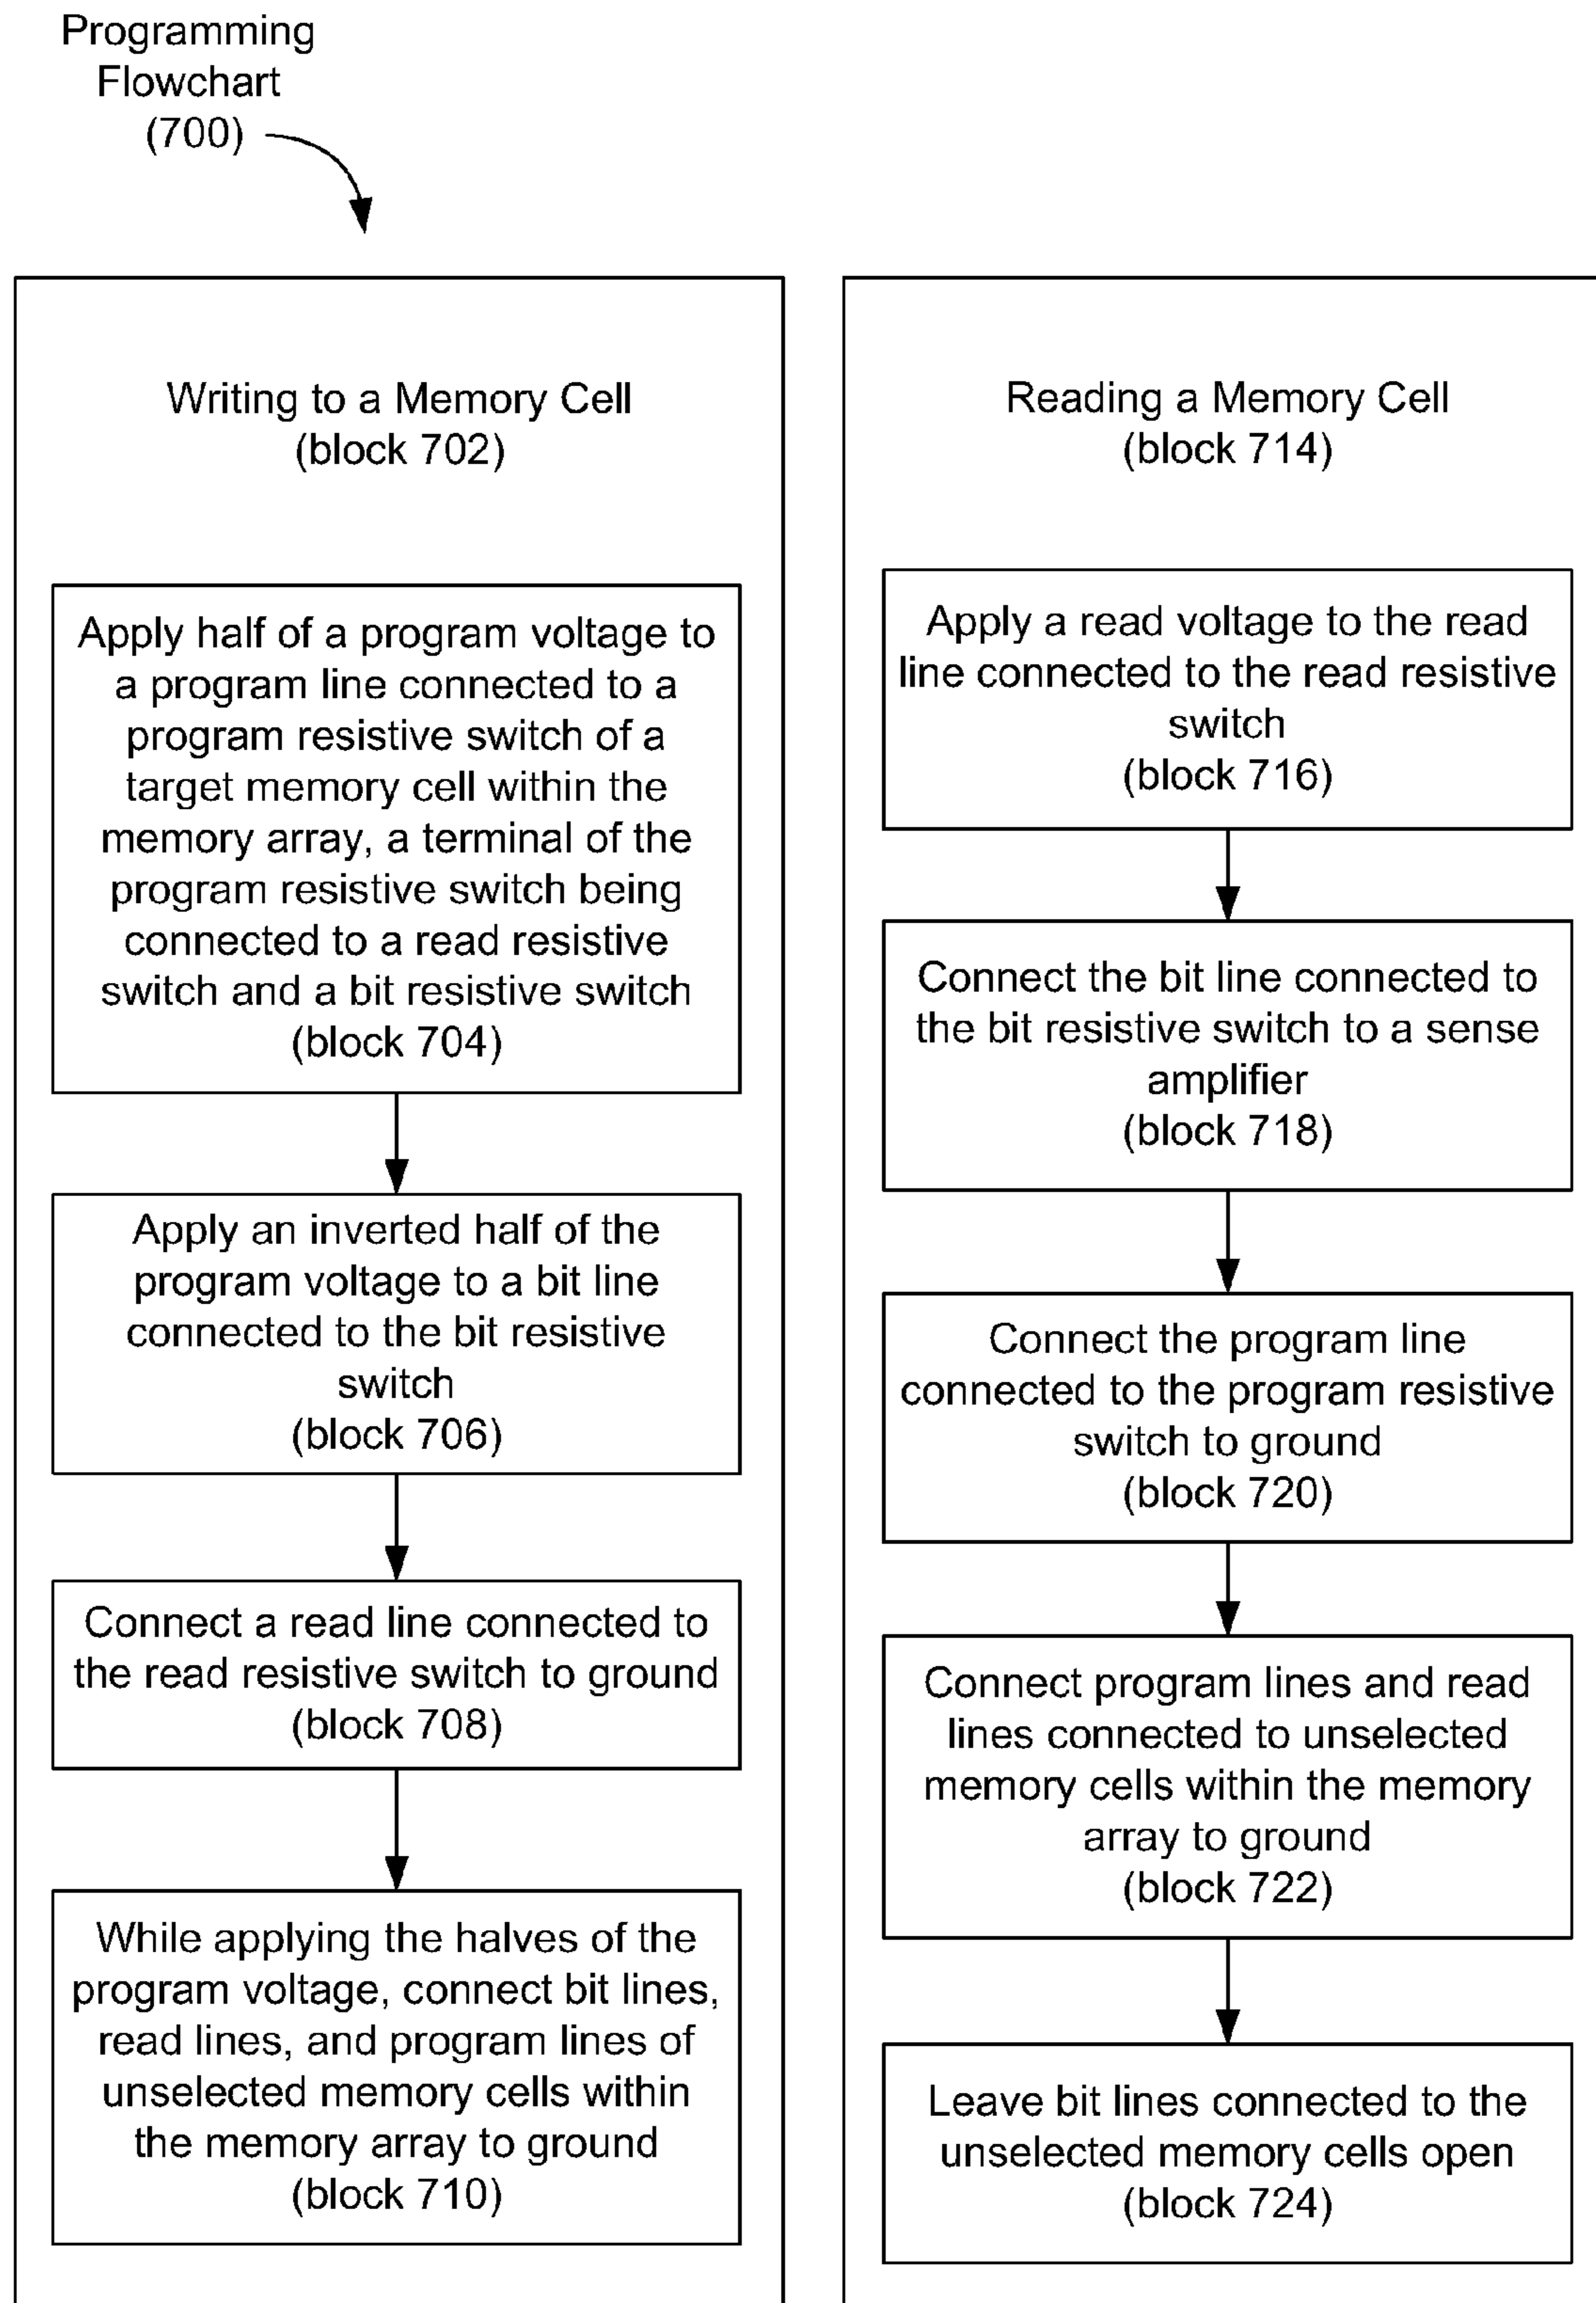 Programming
Flowchart
(700)
Writing to a Memory Cell
(block 702)
Apply half of a program voltage to
a program line connected to a
program resistive switch of a
target memory cell within the
memory array, a terminal of the
program resistive switch being
connected to a read resistive
switch and a bit resistive switch
(block 704)
Apply an inverted half of the
program voltage to a bit line
connected to the bit resistive
switch
(block 706)
Connect a read line connected to
the read resistive switch to ground
(block 708)
While applying the halves of the
program voltage, connect bit lines,
read lines, and program lines of
unselected memory cells within
the memory array to ground
(block 710)
Reading a Memory Cell
(block 714)
Apply a read voltage to the read
line connected to the read resistive
switch
(block 716)
Connect the bit line connected to
the bit resistive switch to a sense
amplifier
(block 718)
Connect the program line
connected to the program resistive
switch to ground
(block 720)
Connect program lines and read
lines connected to unselected
memory cells within the memory
array to ground
(block 722)
Leave bit lines connected to the
unselected memory cells open
(block 724)